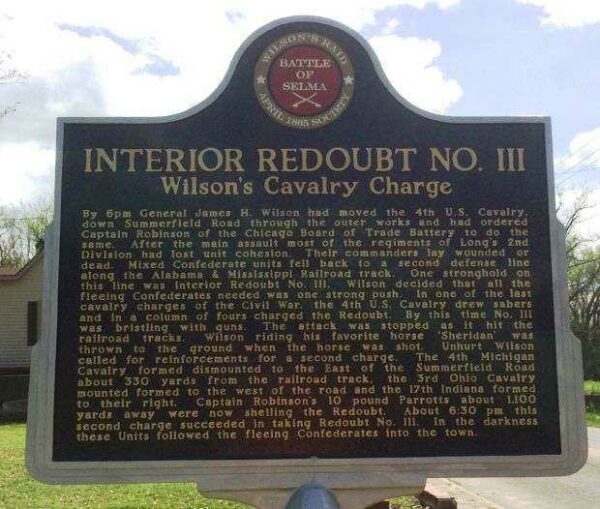 WILSON'S RAID
BATTLE
OF
SELMA
APRIL 1865 SOCIETY
INTERIOR REDOUBT NO. III
Wilson's Cavalry Charge
By 6pm General James H. Wilson had moved the 4th U.S. Cavalry,
down Summerfield Road through the outer works and had ordered
Captain Robinson of the Chicago Board of Trade Battery to do the
same. After the main assault most of the regiments of Long's 2nd
Division had lost unit cohesion. Their commanders lay wounded or
dead. Mixed Confederate units fell back to a second defense line
along the Alabama & Mississippi Railroad track. One stronghold on
this line was Interior Redoubt No. III. Wilson decided that all the
fleeing Confederates needed was one strong push. In one of the last
cavalry charges of the Civil War, the 4th U.S. Cavalry drew sabers
and in a column of fours charged the Redoubt. By this time No. III
was bristling with guns. The attack was stopped as it hit the
railroad tracks. Wilson riding his favorite horse "Sheridan" was
thrown to the ground when the horse was shot. Unhurt Wilson
called for reinforcements for a second charge. The 4th Michigan
Cavalry formed dismounted to the East of the Summerfield Road
about 330 yards from the railroad track, the 3rd Ohio Cavalry
mounted formed to the west of the road and the 17th Indiana formed
to their right. Captain Robinson's 10 pound Parrotts about 1,100
yards away were now shelling the Redoubt. About 6:30 pm this
second charge succeeded in taking Redoubt No. III. In the darkness
these Units followed the fleeing Confederates into the town.